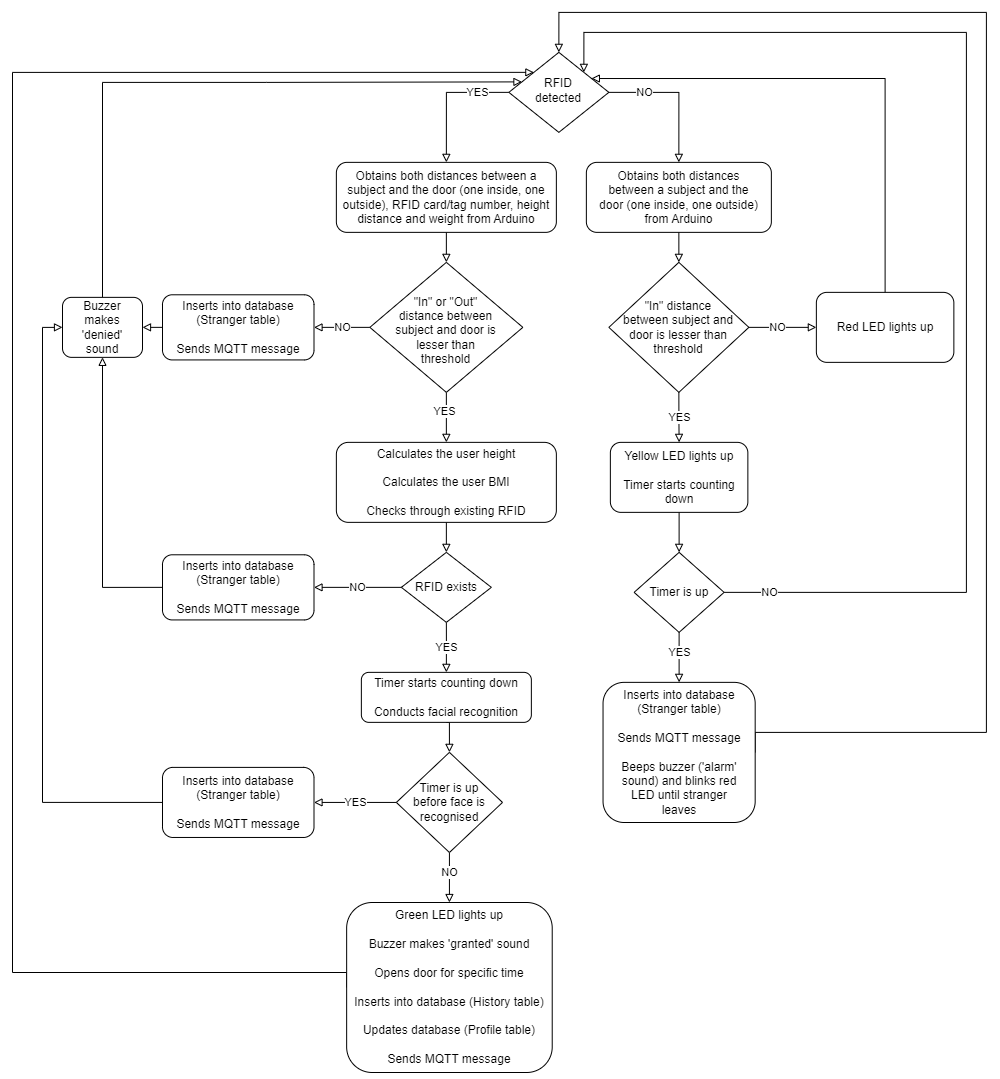 RFID
detected
YES
NO
Obtains both distances between a
subject and the door (one inside, one
outside), RFID card/tag number, height
distance and weight from Arduino
Obtains both distances
between a subject and the
door (one inside, one outside)
from Arduino
Buzzer
makes
'denied'
sound
Inserts into database
(Stranger table)
Sends MQTT message
NO
"In" or "Out"
distance between
subject and door is
lesser than
threshold
"In" distance
between subject and
door is lesser than
threshold
NO
Red LED lights up
YES
YES
Calculates the user height
Calculates the user BMI
Checks through existing RFID
Yellow LED lights up
Timer starts counting
down
Inserts into database
(Stranger table)
Sends MQTT message
NO
RFID exists
Timer is up
NO
YES
YES
Timer starts counting down
Conducts facial recognition
Inserts into database
(Stranger table)
Sends MQTT message
Beeps buzzer ('alarm'
sound) and blinks red
LED until stranger
leaves
Inserts into database
(Stranger table)
Sends MQTT message
YES
Timer is up
before face is
recognised
NO
Green LED lights up
Buzzer makes 'granted' sound
Opens door for specific time
Inserts into database (History table)
Updates database (Profile table)
Sends MQTT message